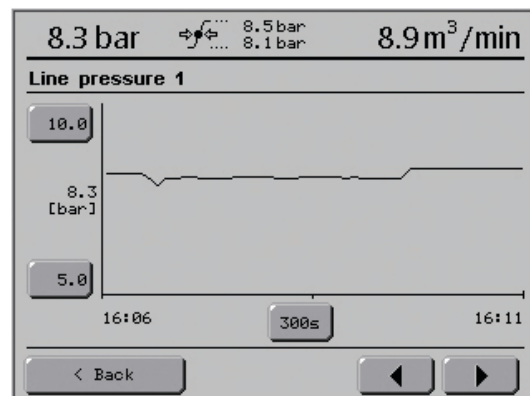 8.3 bar
8.5 bar
8.1 bar
8.9 m³/min
Line pressure 1
10.0
8.3
[bar]
5.0
16:06
300s
16:11
< Back